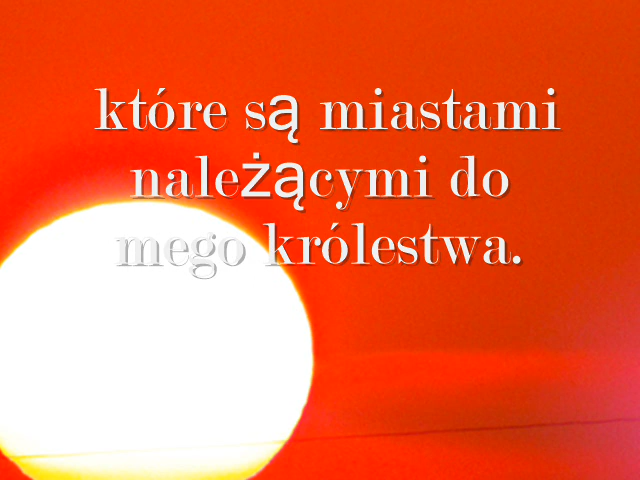 które są miastami
należącymi do
mego królestwa.